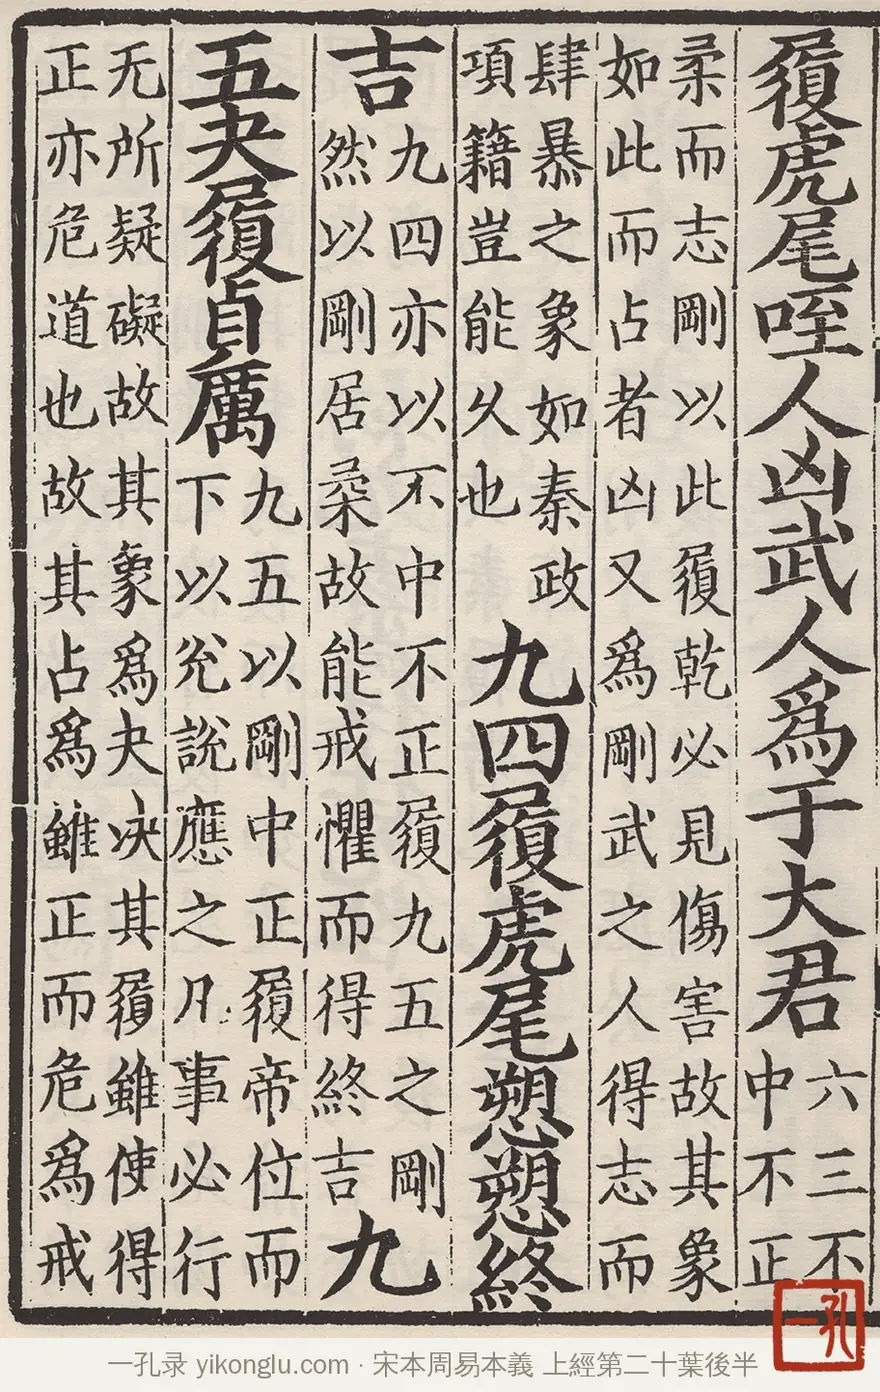 履虎尾咥人凶武人爲于大君
六三不
中不正
柔而志剛以此履乾必見傷害故其象
如此而占者凶又爲剛武之人得志而
肆暴之象如秦政
項籍豈能久也
九四履虎尾愬愬終
吉
九四亦以不中不正履九五之剛
然以剛居柔故能戒懼而得終吉
九
五夬履貞厲
九五以剛中正履帝位而
下以兊說應之凡事必行
无所疑礙故其象爲夬决其履雖使得
正亦危道也故其占爲雖正而危爲戒
一孔
一孔录 yikonglu.com · 宋本周易本義 上經第二十葉後半